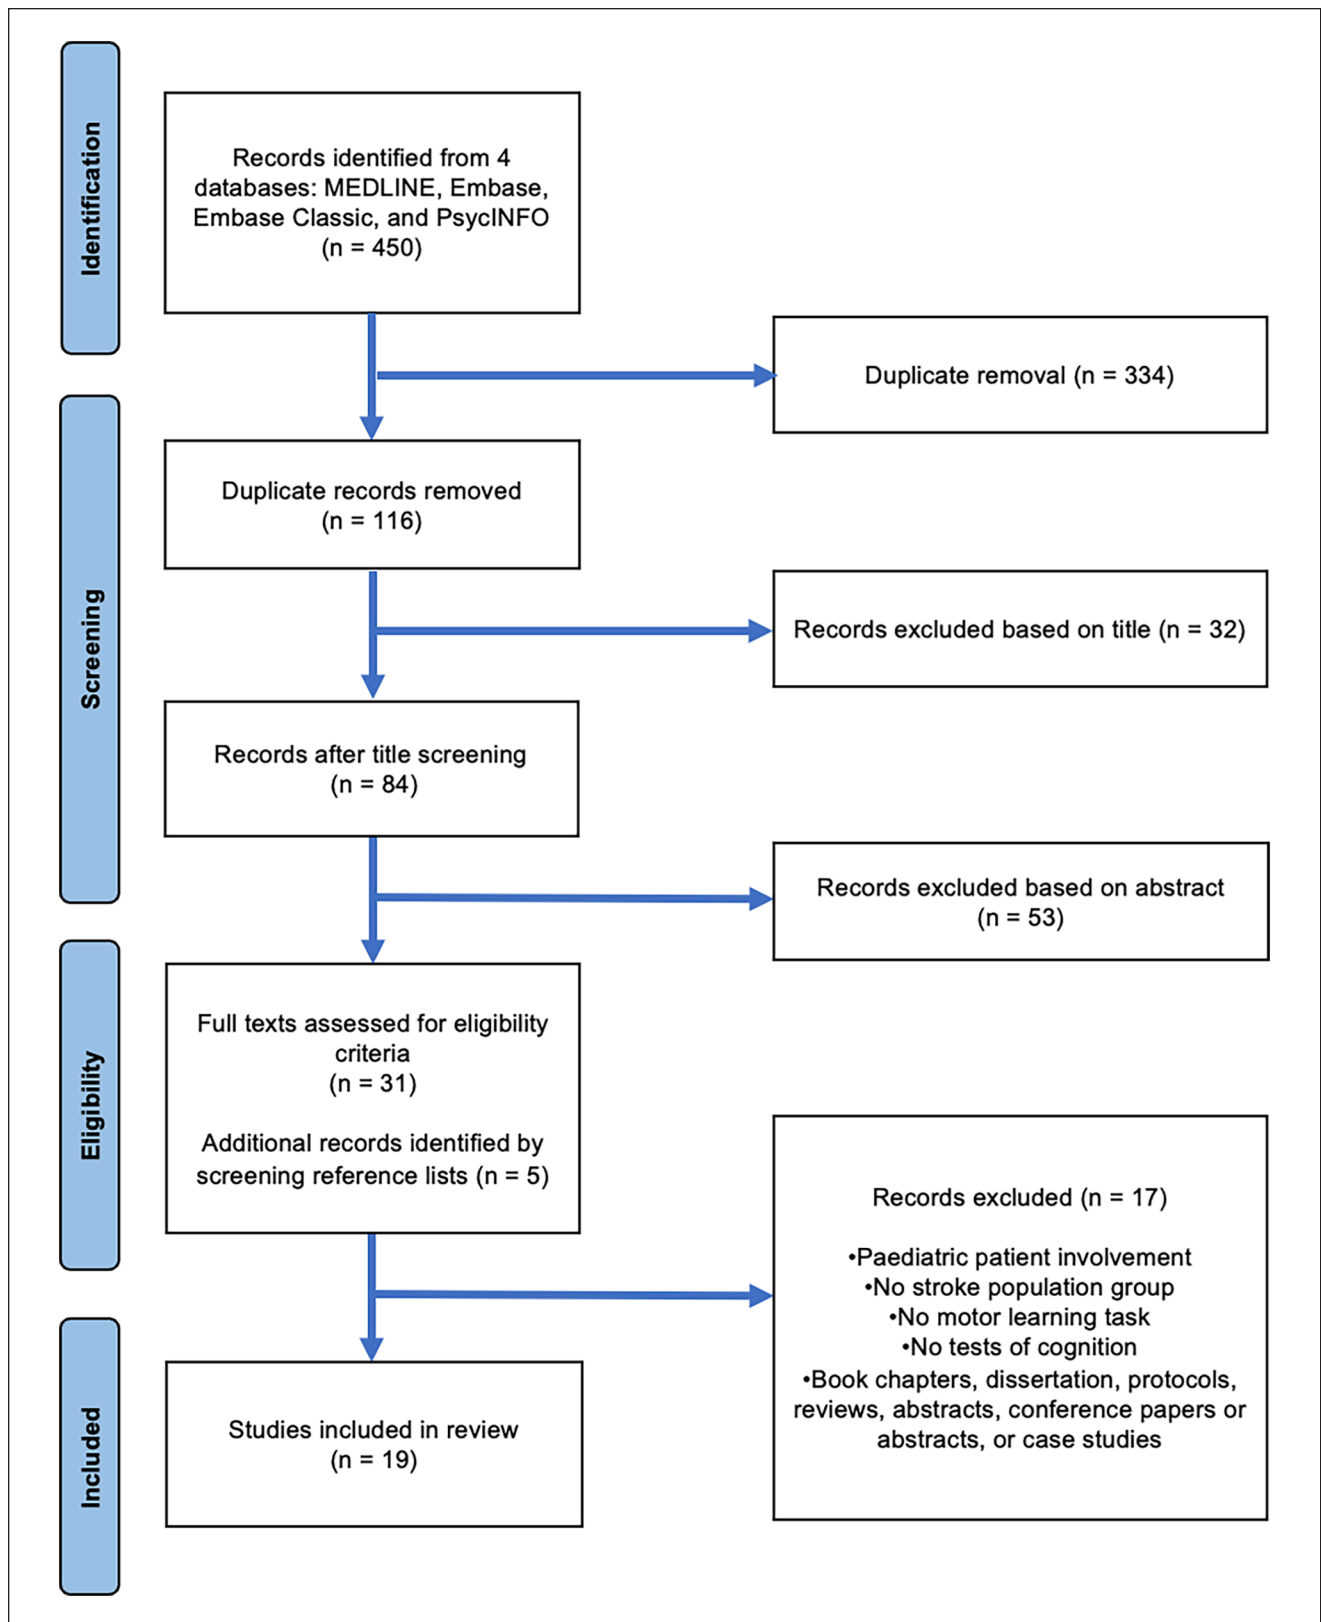 Identification
Records identified from 4
databases: MEDLINE, Embase,
Embase Classic, and PsycINFO
(n = 450)
Duplicate removal (n = 334)
Screening
Duplicate records removed
(n = 116)
Records excluded based on title (n = 32)
Records after title screening
(n = 84)
Records excluded based on abstract
(n = 53)
Eligibility
Full texts assessed for eligibility
criteria
(n = 31)
Additional records identified by
screening reference lists (n = 5)
Records excluded (n = 17)
•Paediatric patient involvement
•No stroke population group
•No motor learning task
•No tests of cognition
•Book chapters, dissertation, protocols,
reviews, abstracts, conference papers or
abstracts, or case studies
Included
Studies included in review
(n = 19)